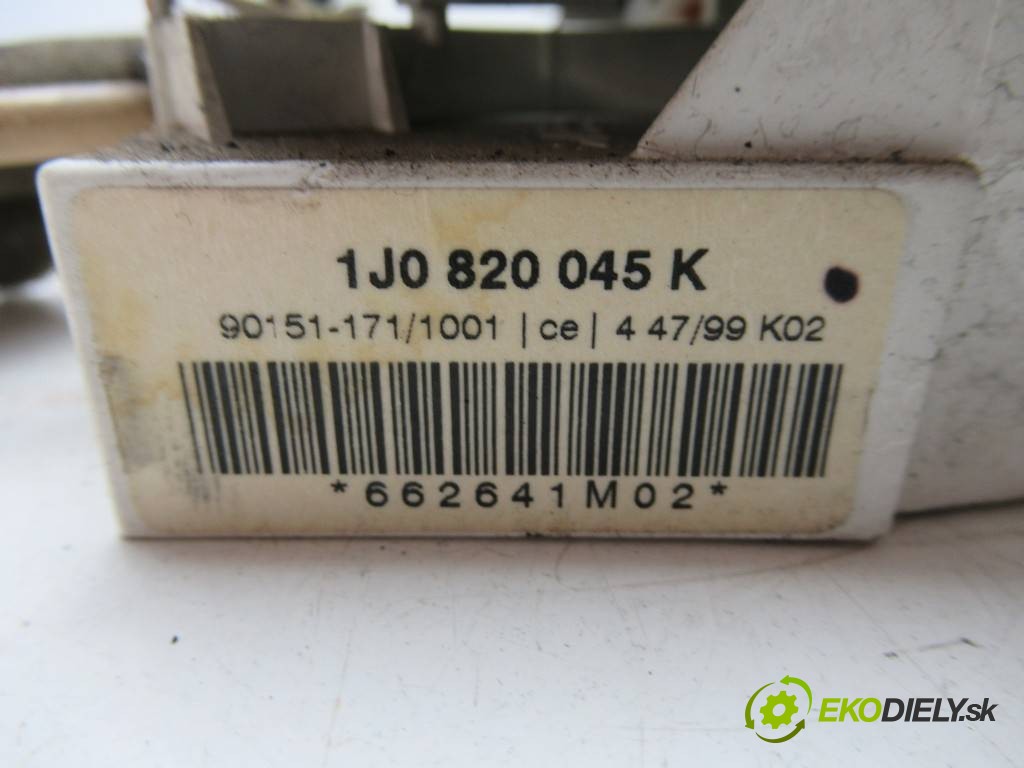 1J0 820 045 K
90151-171/1001 | ce | 4 47/99 K02
*662641M02*
EKODIELY.sk